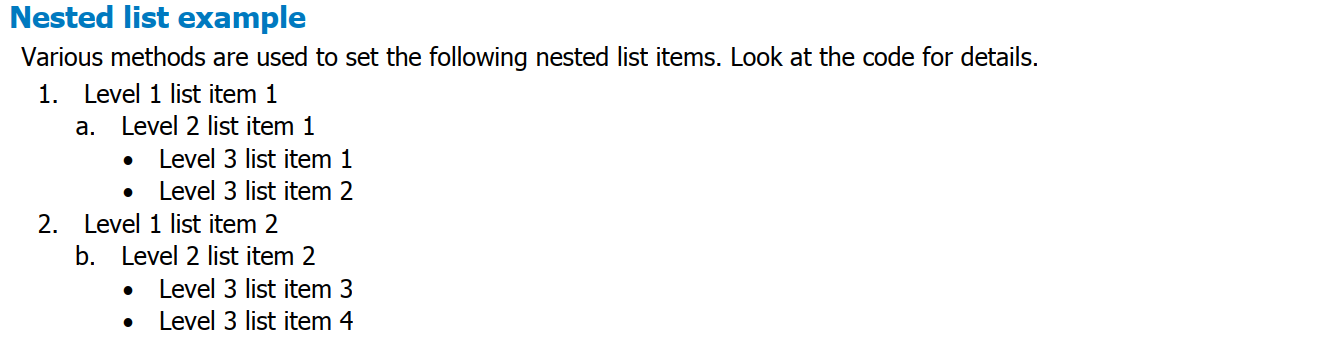 Nested list example
Various methods are used to set the following nested list items. Look at the code for details.
1. Level 1 list item 1
a. Level 2 list item 1
• Level 3 list item 1
• Level 3 list item 2
2. Level 1 list item 2
b. Level 2 list item 2
• Level 3 list item 3
• Level 3 list item 4